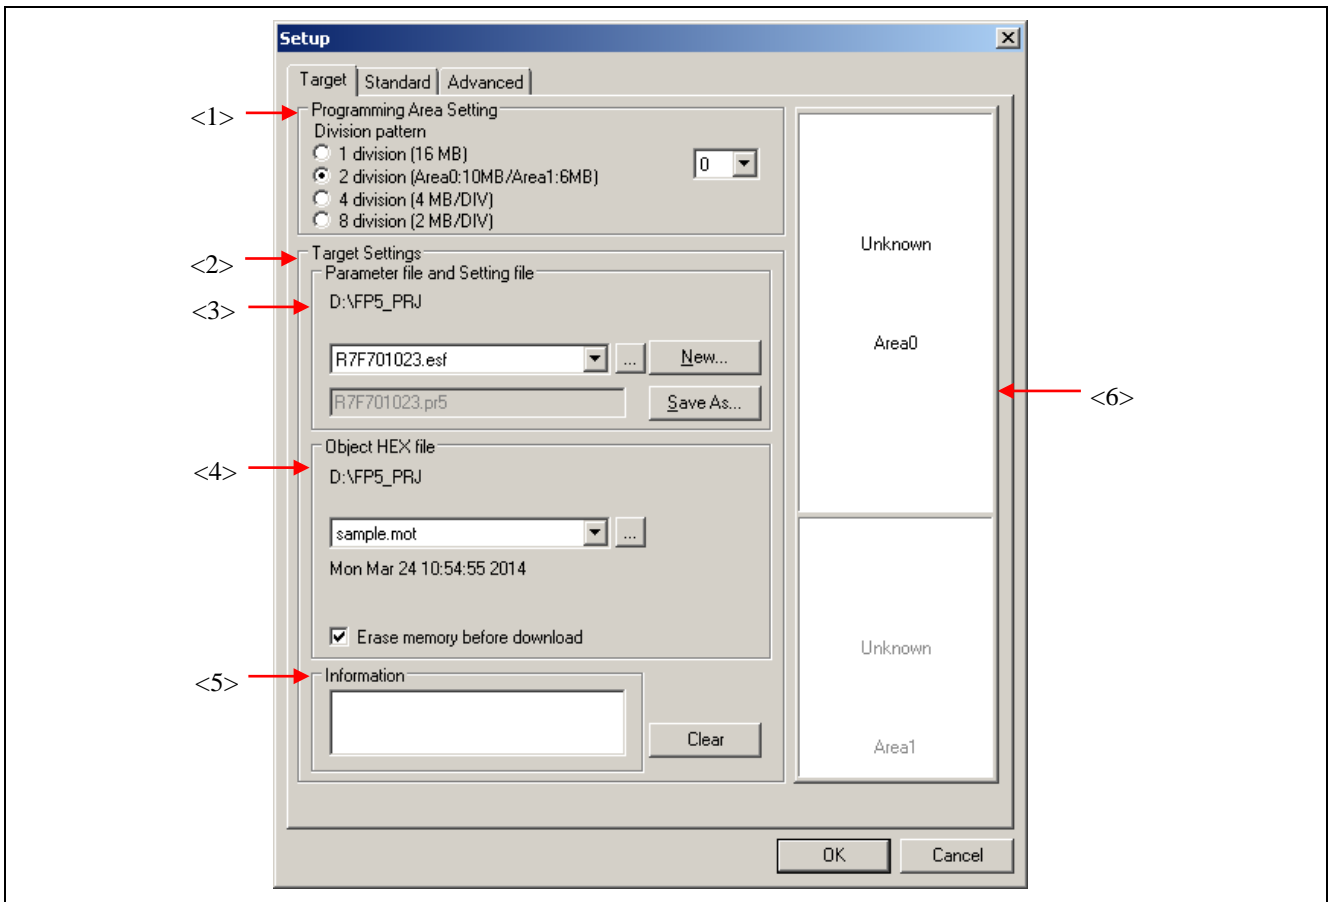 Setup
Target Standard Advanced
<1>
Programming Area Setting
Division pattern
1 division (16 MB)
2 division (Area0:10MB/Area1:6MB)
4 division (4 MB/DIV)
8 division (2 MB/DIV)
0
<2>
Target Settings
Parameter file and Setting file
<3>
D:\FP5_PRJ
R7F701023.esf
...
New...
R7F701023.pr5
Save As...
<4>
Object HEX file
D:\FP5_PRJ
sample.mot
...
Mon Mar 24 10:54:55 2014
Erase memory before download
<5>
Information
Clear
Unknown
Area0
<6>
Unknown
Area1
OK
Cancel